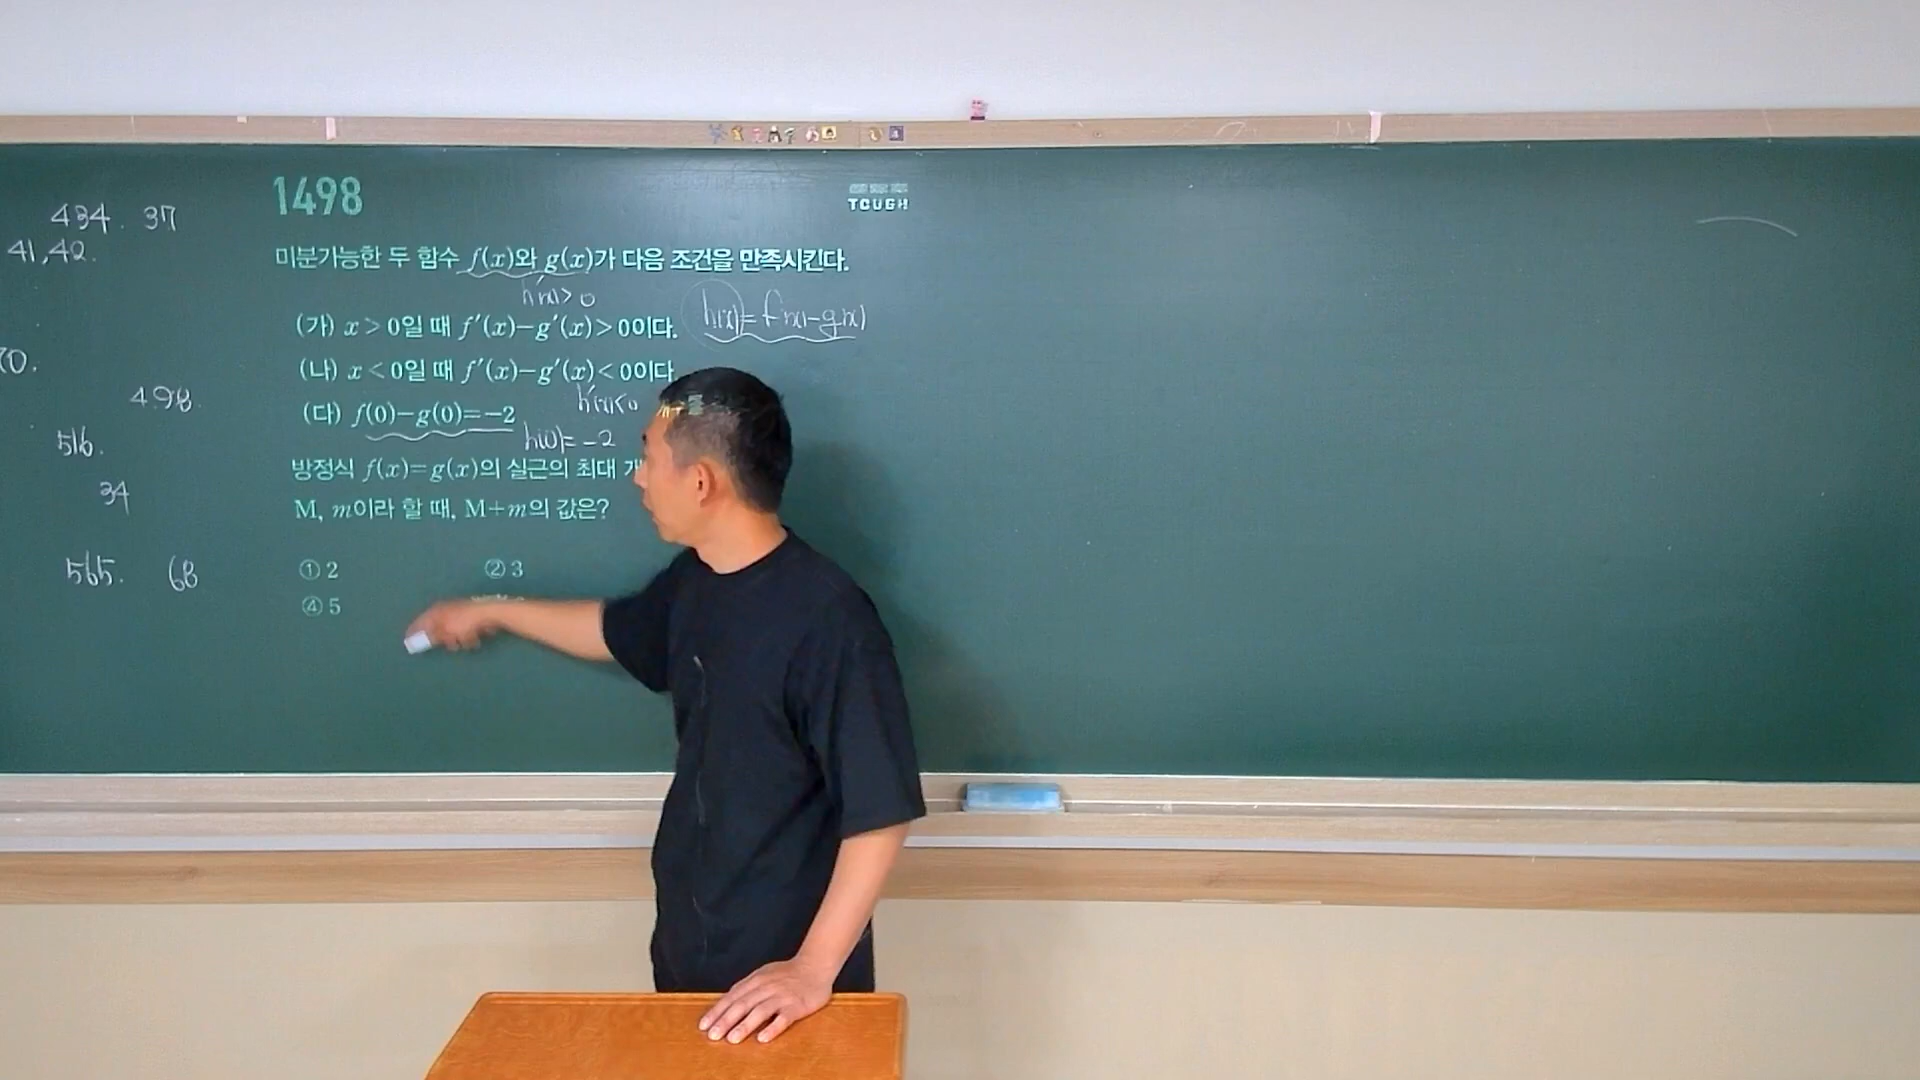 1498
TOUGH
434. 37
41,42.
미분가능한 두 함수 f(x)와 g(x)가 다음 조건을 만족시킨다.
h'(x)>0
h(x)=f(x)-g(x)
(가) x>0일 때 f′(x)−g′(x)>0이다.
70.
(나) x<0일 때 f′(x)−g′(x)<0이다
h'(x)<0
498.
(다) f(0)−g(0)=−2
h(0)=-2
516.
방정식 f(x)=g(x)의 실근의 최대
34
M, m이라 할 때, M+m의 값은?
565. 68
① 2 ② 3
④ 5